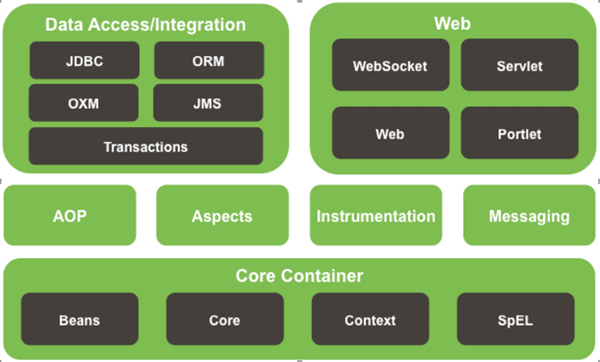 Data Access/Integration
JDBC
ORM
OXM
JMS
Transactions
Web
WebSocket
Servlet
Web
Portlet
AOP
Aspects
Instrumentation
Messaging
Core Container
Beans
Core
Context
SpEL